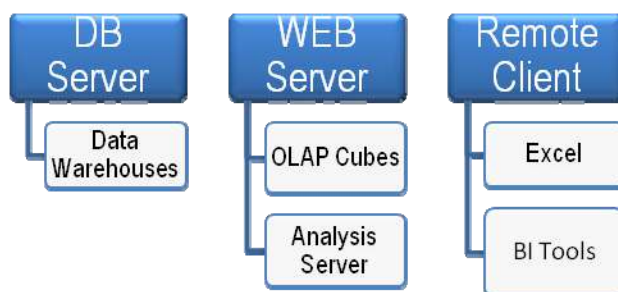 DB
Server
Data
Warehouses
WEB
Server
OLAP Cubes
Analysis
Server
Remote
Client
Excel
BI Tools